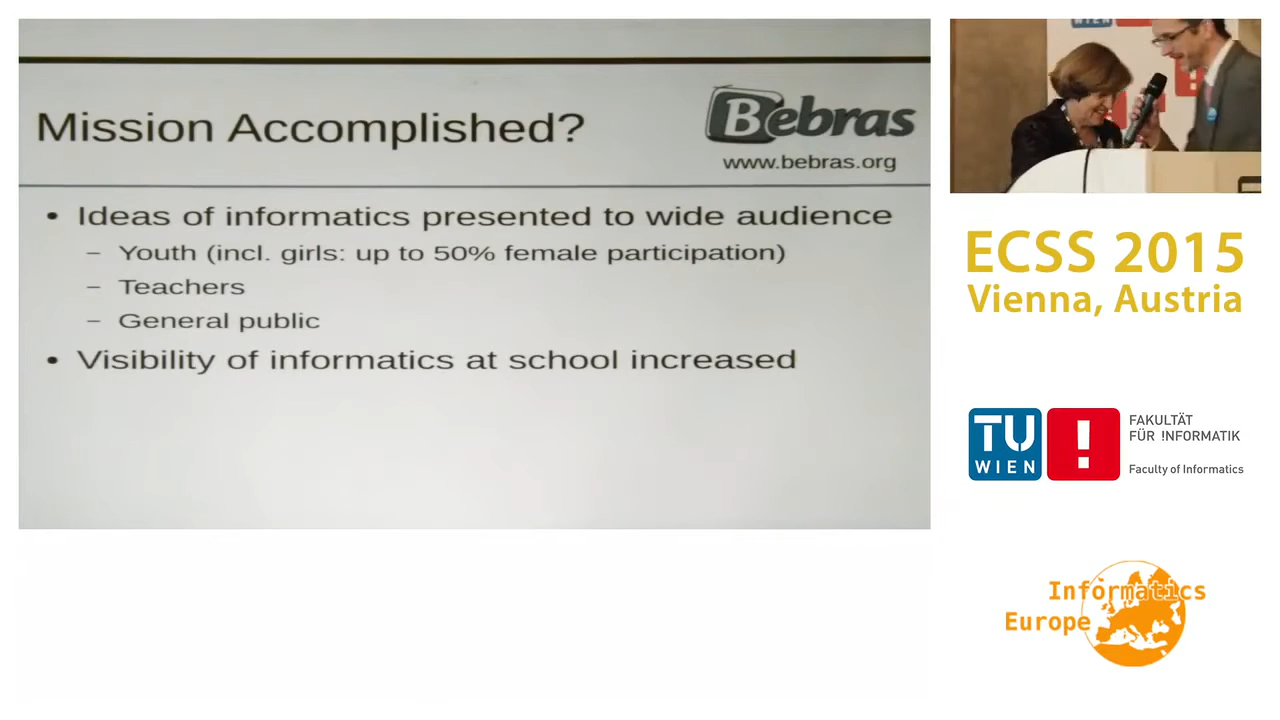 Mission Accomplished?
Bebras
www.bebras.org
• Ideas of informatics presented to wide audience
– Youth (incl. girls: up to 50% female participation)
– Teachers
– General public
• Visibility of informatics at school increased
WIEN
ECSS 2015
Vienna, Austria
TU
WIEN
!
FAKULTÄT
FÜR !NFORMATIK
Faculty of Informatics
Informatics
Europe